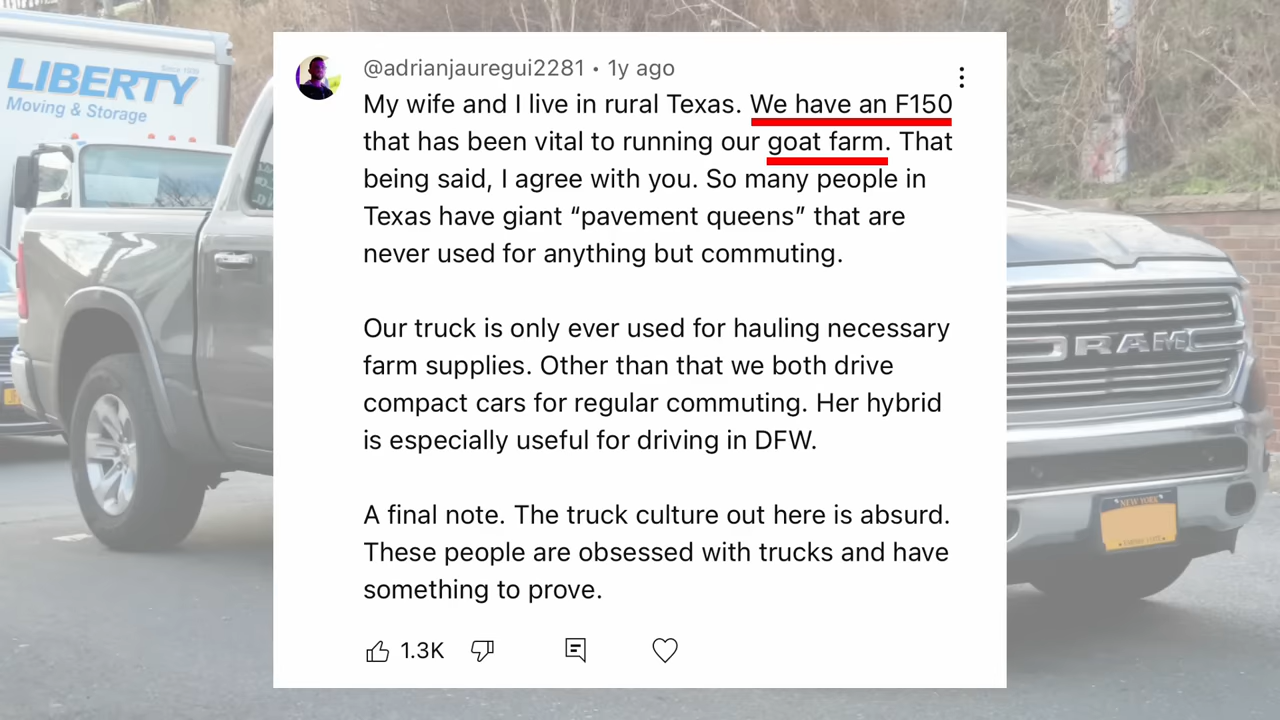 LIBERTY
Since 1939
Moving & Storage
@adrianjauregui2281 • 1y ago
My wife and I live in rural Texas. We have an F150
that has been vital to running our goat farm. That
being said, I agree with you. So many people in
Texas have giant “pavement queens” that are
never used for anything but commuting.
Our truck is only ever used for hauling necessary
farm supplies. Other than that we both drive
compact cars for regular commuting. Her hybrid
is especially useful for driving in DFW.
A final note. The truck culture out here is absurd.
These people are obsessed with trucks and have
something to prove.
1.3K
RAM
NEW YORK